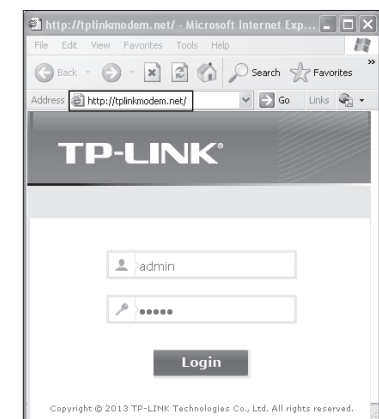 http://tplinkmodem.net/ - Microsoft Internet Exp...
File Edit View Favorites Tools Help
Back Search Favorites »
Address http://tplinkmodem.net/ Go Links
TP-LINK®
admin
•••••
Login
Copyright © 2013 TP-LINK Technologies Co., Ltd. All rights reserved.